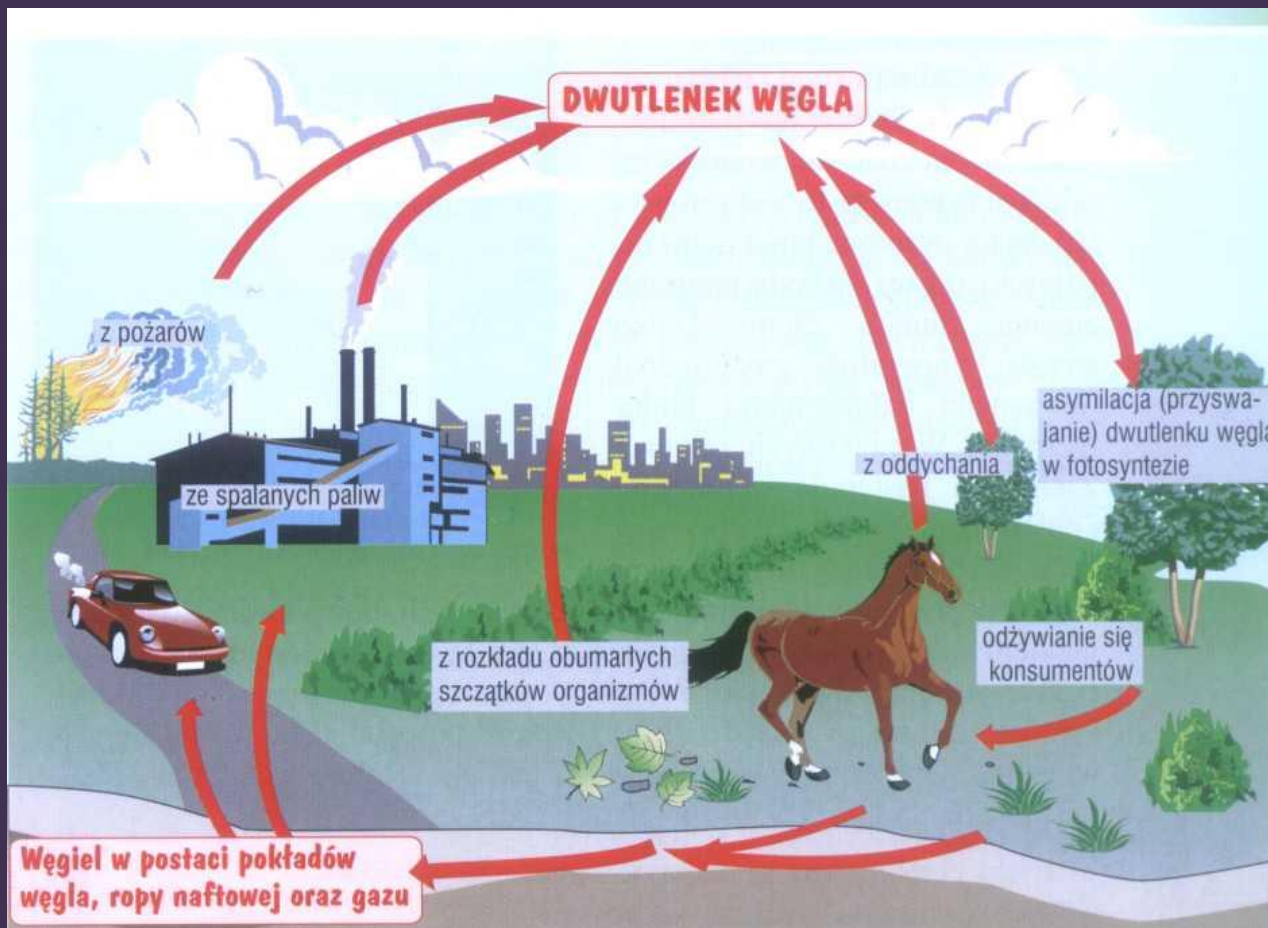 DWUTLENEK WĘGLA
z pożarów
ze spalanych paliw
z oddychania
asymilacja (przyswa-
janie) dwutlenku węgla
w fotosyntezie
z rozkładu obumarłych
szczątków organizmów
odżywianie się
konsumentów
Węgiel w postaci pokładów
węgla, ropy naftowej oraz gazu